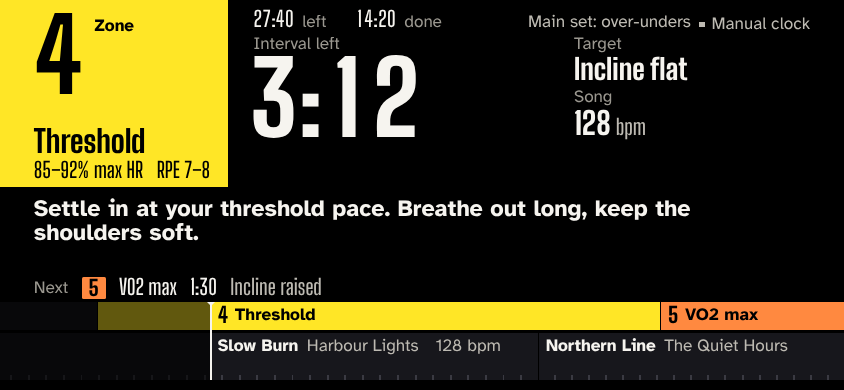 4 Zone
Threshold
85–92% max HR RPE 7–8
27:40 left 14:20 done
Interval left
3:12
Main set: over-unders ▪ Manual clock
Target
Incline flat
Song
128 bpm
Settle in at your threshold pace. Breathe out long, keep the
shoulders soft.
Next 5 VO2 max 1:30 Incline raised
4 Threshold 5 VO2 max
Slow Burn Harbour Lights 128 bpm Northern Line The Quiet Hours